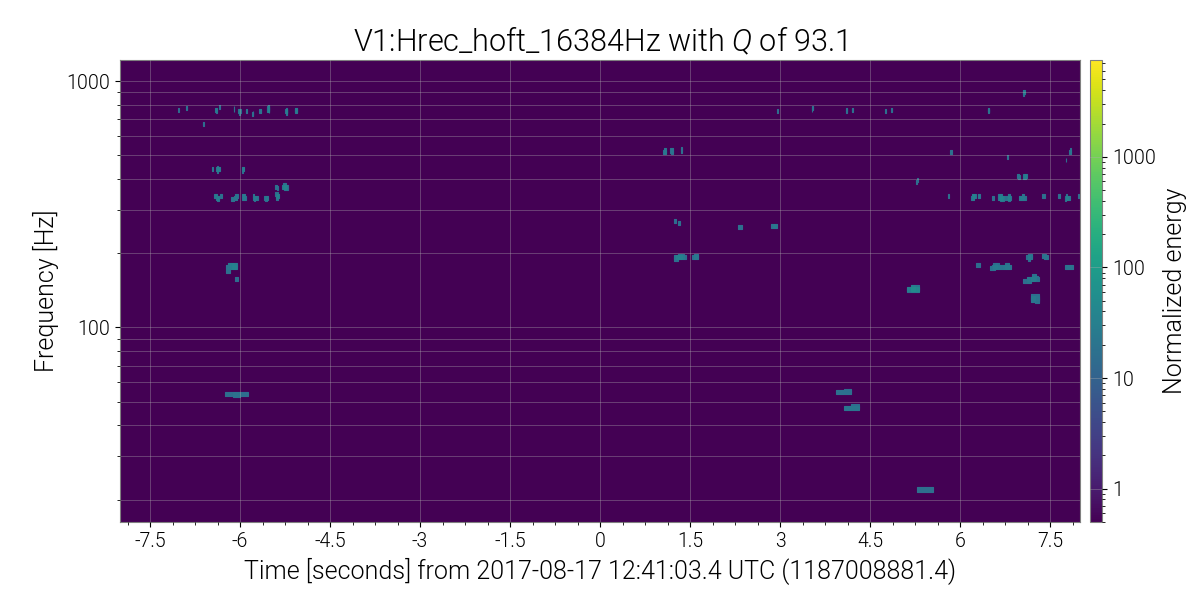 V1:Hrec_hoft_16384Hz with Q of 93.1
1000
100
Frequency [Hz]
-7.5 -6 -4.5 -3 -1.5 0 1.5 3 4.5 6 7.5
Time [seconds] from 2017-08-17 12:41:03.4 UTC (1187008881.4)
1000
100
10
1
Normalized energy